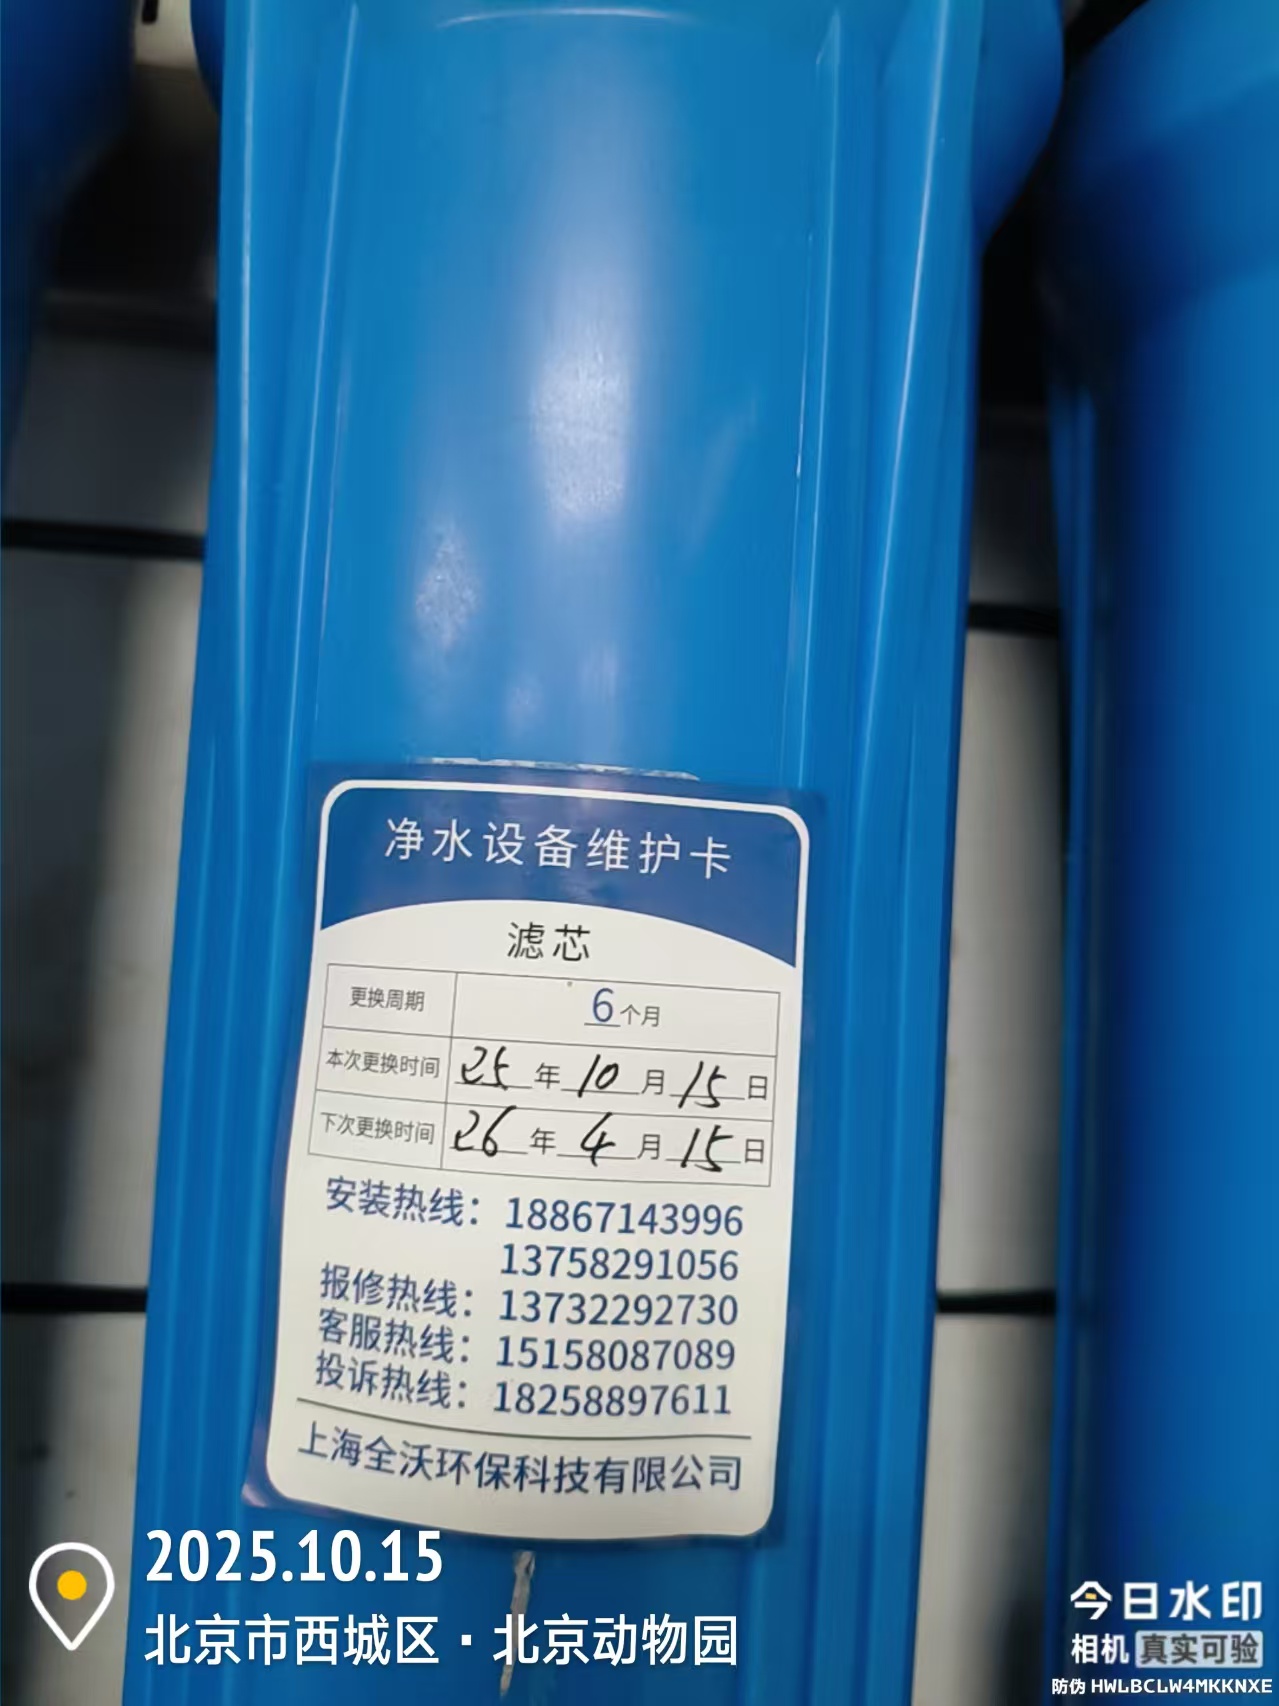 净水设备维护卡
滤芯
更换周期 6个月
本次更换时间 25年10月15日
下次更换时间 26年4月15日
安装热线：18867143996
13758291056
报修热线：13732292730
客服热线：15158087089
投诉热线：18258897611
上海全沃环保科技有限公司
2025.10.15
北京市西城区·北京动物园
今日水印
相机 真实可验
防伪 HWLBCLW4MKKNXE